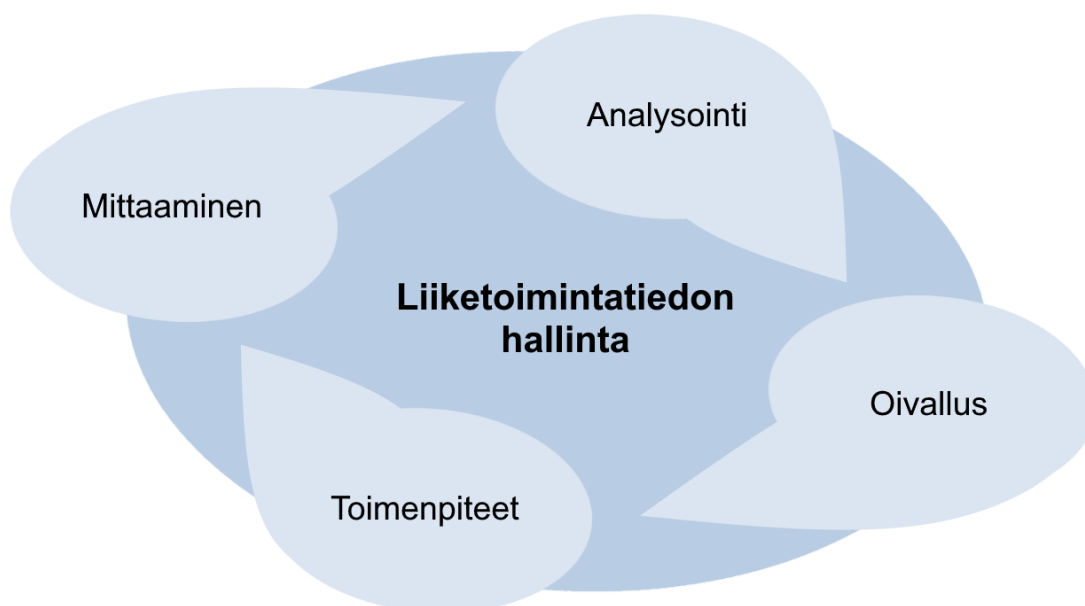 Analysointi
Mittaaminen
Liiketoimintatiedon
hallinta
Oivallus
Toimenpiteet